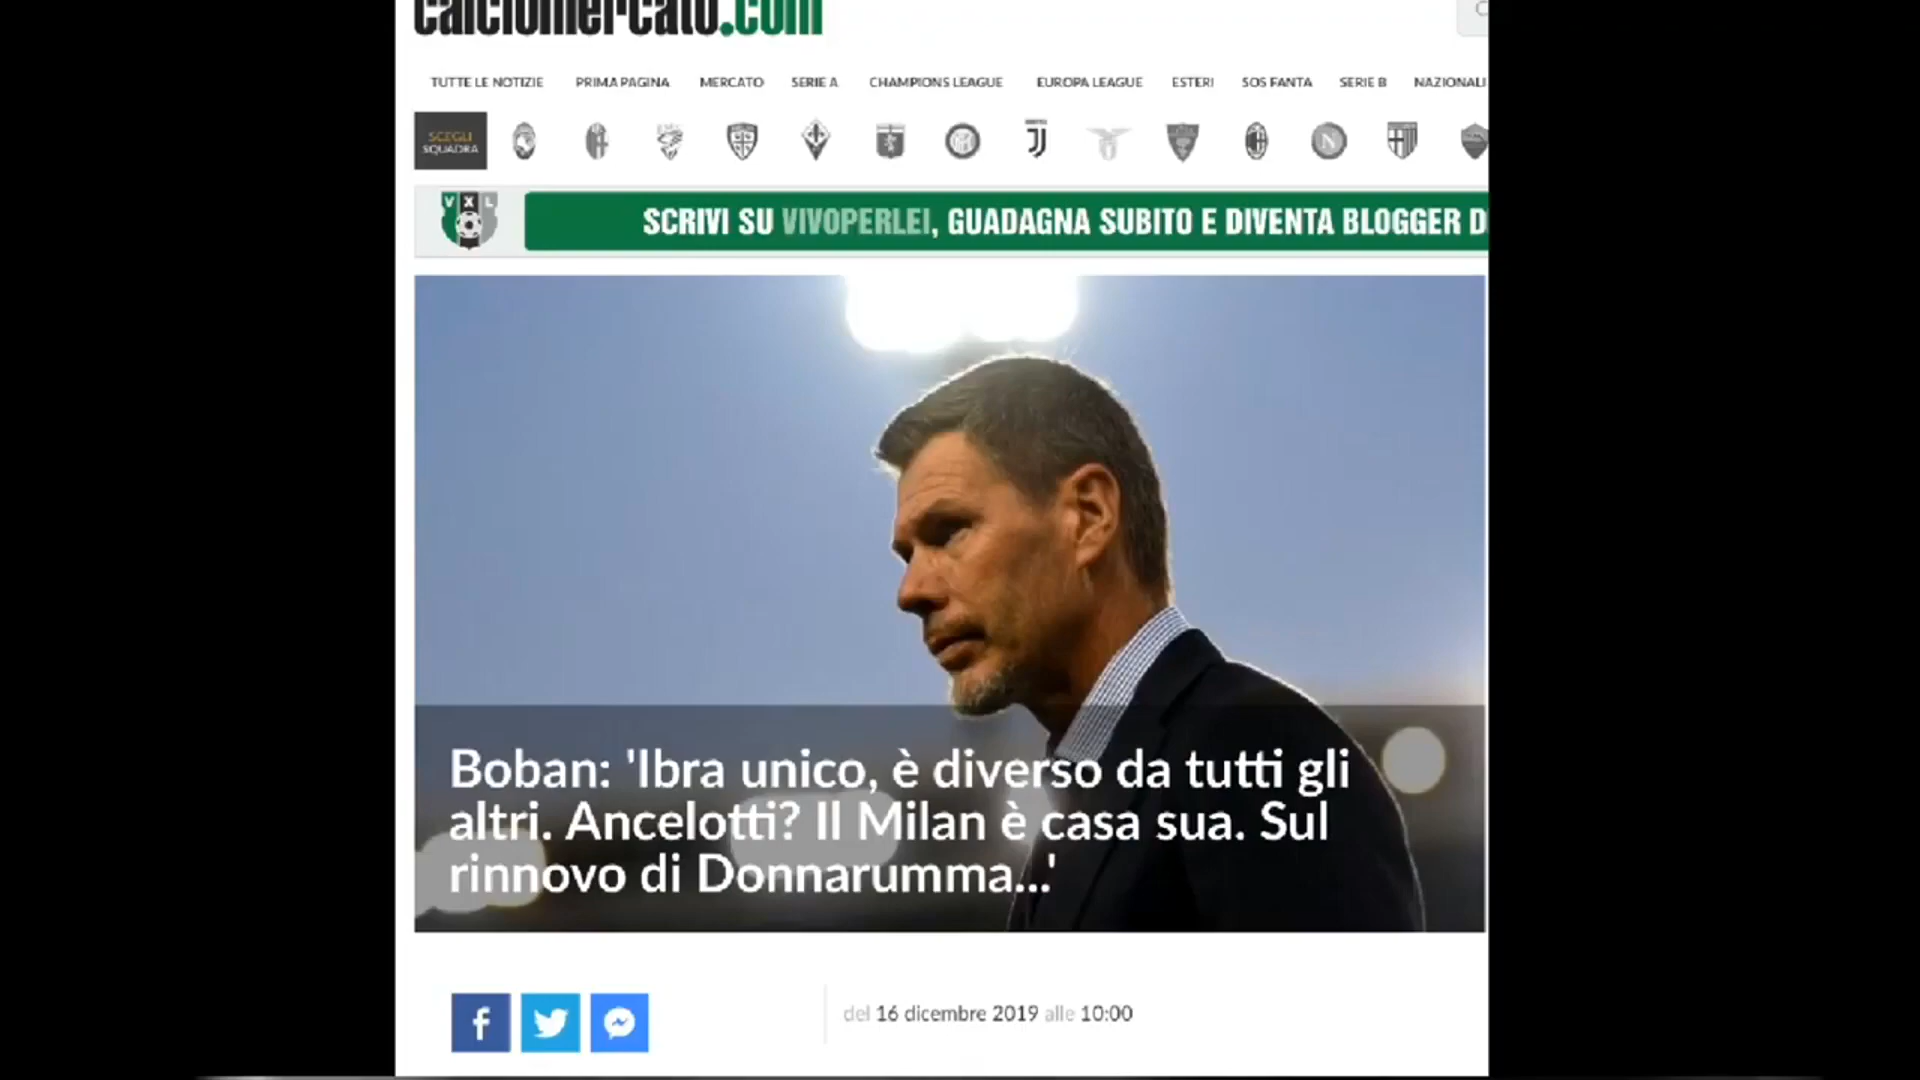 calciomercato.com
TUTTE LE NOTIZIE PRIMA PAGINA MERCATO SERIE A CHAMPIONS LEAGUE EUROPA LEAGUE ESTERI SOS FANTA SERIE B NAZIONALI
SCEGLI
SQUADRA
V X L
SCRIVI SU VIVOPERLEI, GUADAGNA SUBITO E DIVENTA BLOGGER D
Boban: 'Ibra unico, è diverso da tutti gli
altri. Ancelotti? Il Milan è casa sua. Sul
rinnovo di Donnarumma...'
del 16 dicembre 2019 alle 10:00